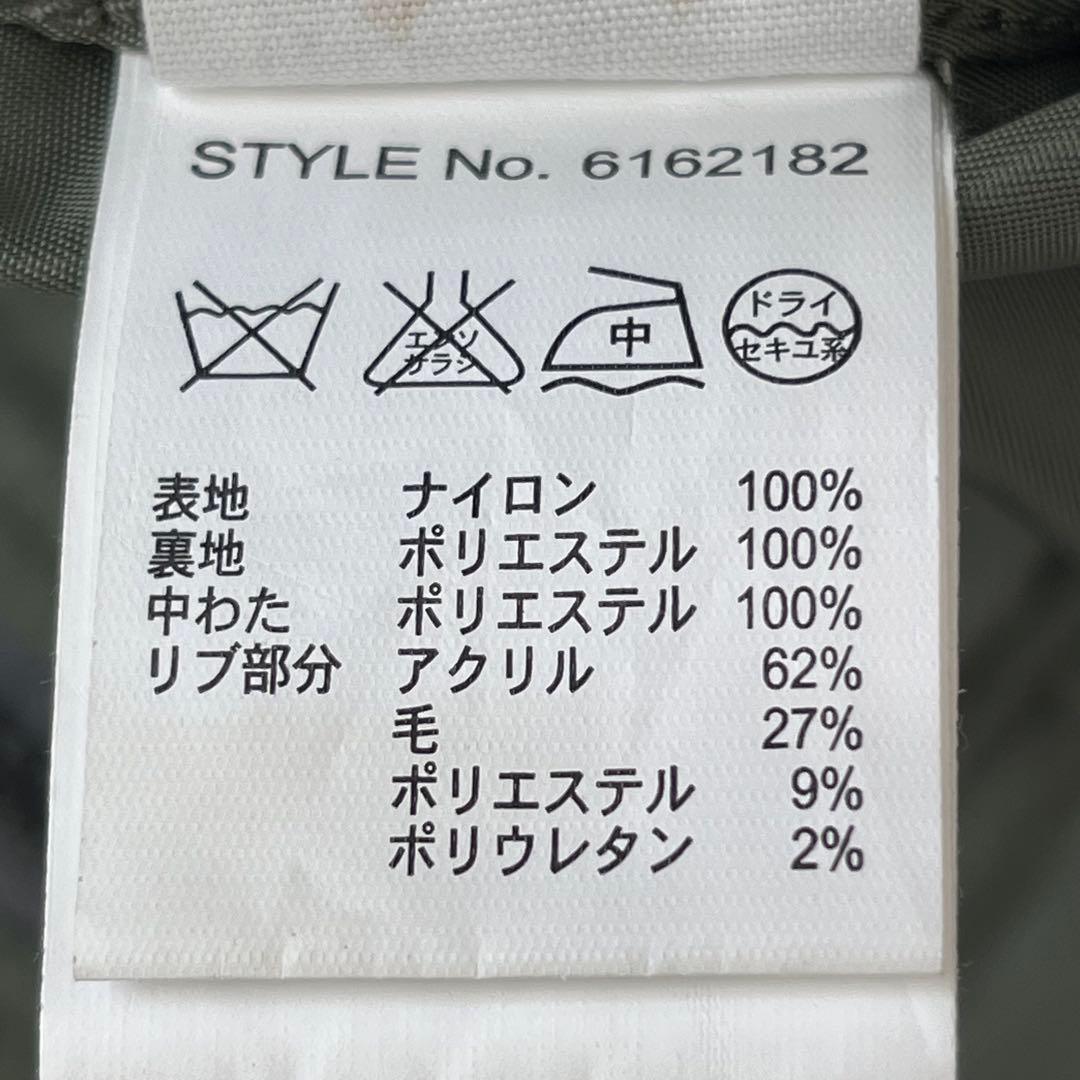 STYLE No. 6162182
エンソ サラシ 中 ドライ
セキユ系
表地 ナイロン 100%
裏地 ポリエステル 100%
中わた ポリエステル 100%
リブ部分 アクリル 62%
毛 27%
ポリエステル 9%
ポリウレタン 2%